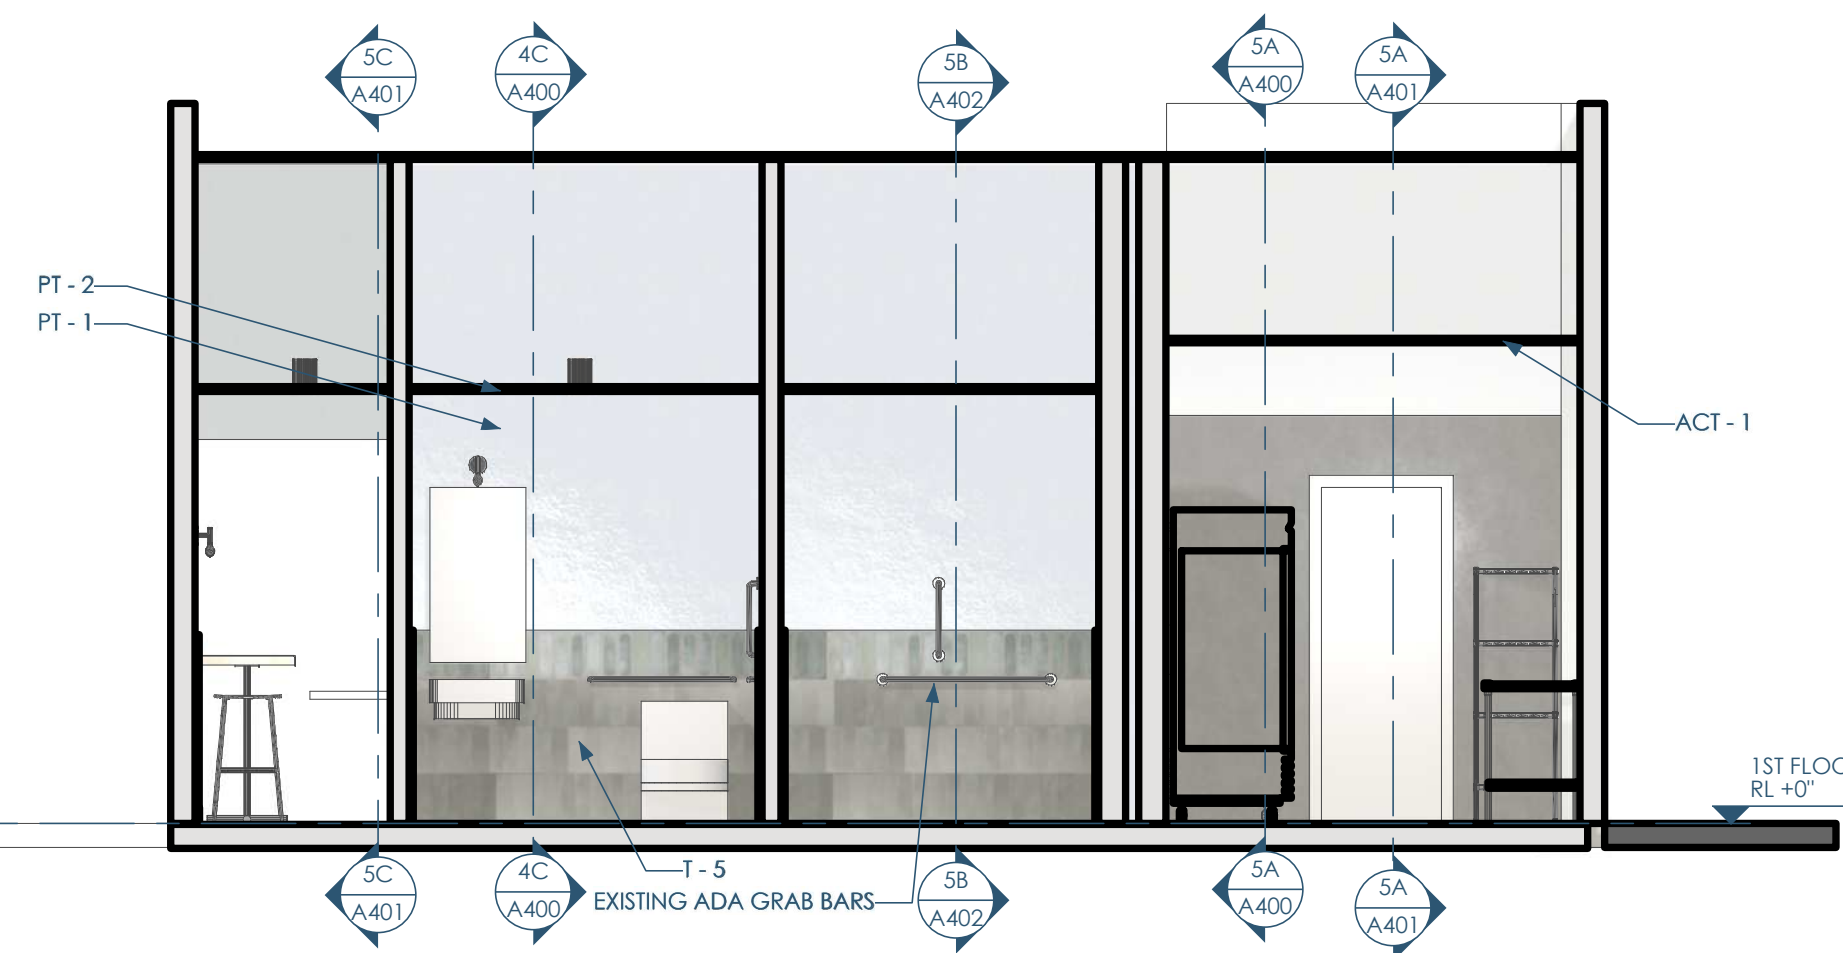 5C
A401
4C
A400
5B
A402
5A
A400
5A
A401
PT - 2
PT - 1
ACT - 1
1ST FLOO
RL +0"
T - 5
EXISTING ADA GRAB BARS
5C
A401
4C
A400
5B
A402
5A
A400
5A
A401